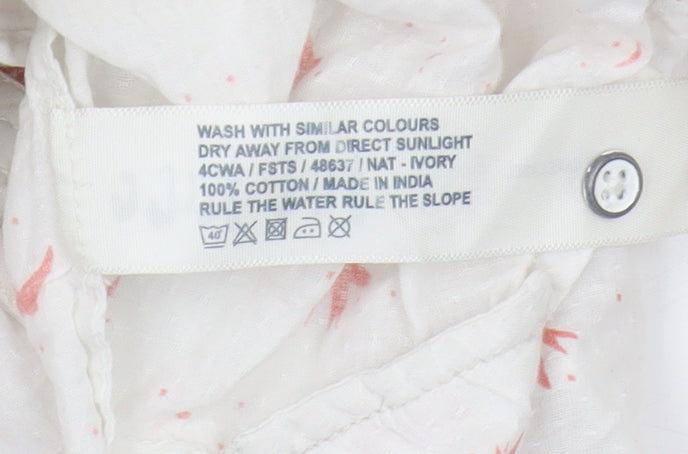 WASH WITH SIMILAR COLOURS
DRY AWAY FROM DIRECT SUNLIGHT
4CWA / FSTS / 48637 / NAT - IVORY
100% COTTON / MADE IN INDIA
RULE THE WATER RULE THE SLOPE
40